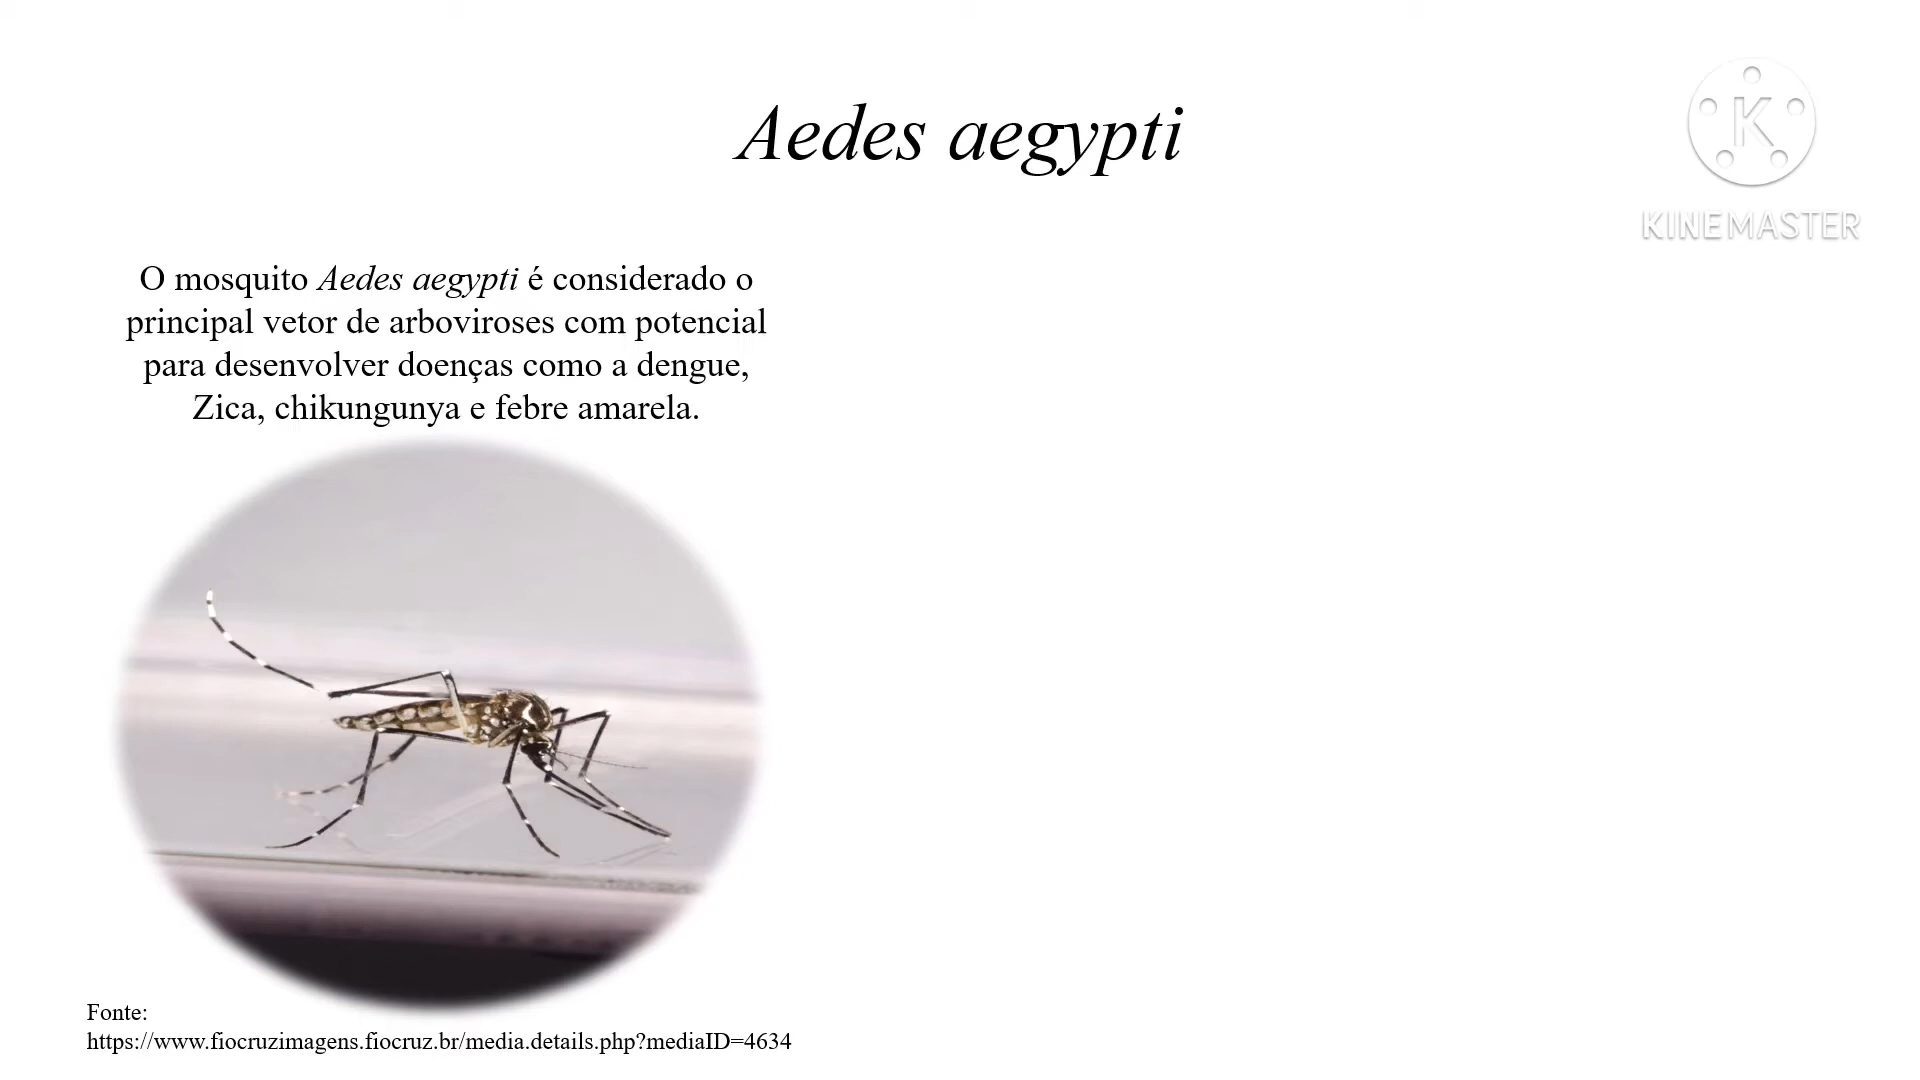 Aedes aegypti
K
KINEMASTER
O mosquito Aedes aegypti é considerado o
principal vetor de arboviroses com potencial
para desenvolver doenças como a dengue,
Zica, chikungunya e febre amarela.
Fonte:
https://www.fiocruzimagens.fiocruz.br/media.details.php?mediaID=4634